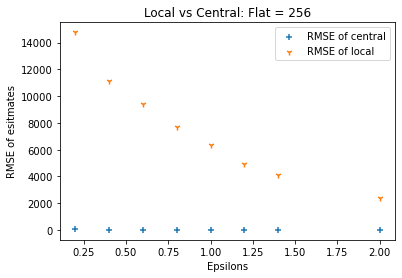 Local vs Central: Flat = 256
RMSE of central
RMSE of local
14000
12000
10000
8000
6000
4000
2000
0
RMSE of esitmates
0.25 0.50 0.75 1.00 1.25 1.50 1.75 2.00
Epsilons